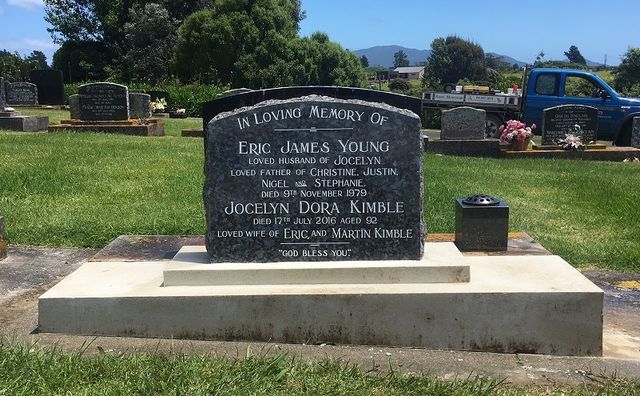 IN LOVING MEMORY OF
ERIC JAMES YOUNG
LOVED HUSBAND OF JOCELYN
LOVED FATHER OF CHRISTINE, JUSTIN,
NIGEL AND STEPHANIE.
DIED 9TH NOVEMBER 1979
JOCELYN DORA KIMBLE
DIED 17TH JULY 2016 AGED 92
LOVED WIFE OF ERIC, AND MARTIN KIMBLE
"GOD BLESS YOU."